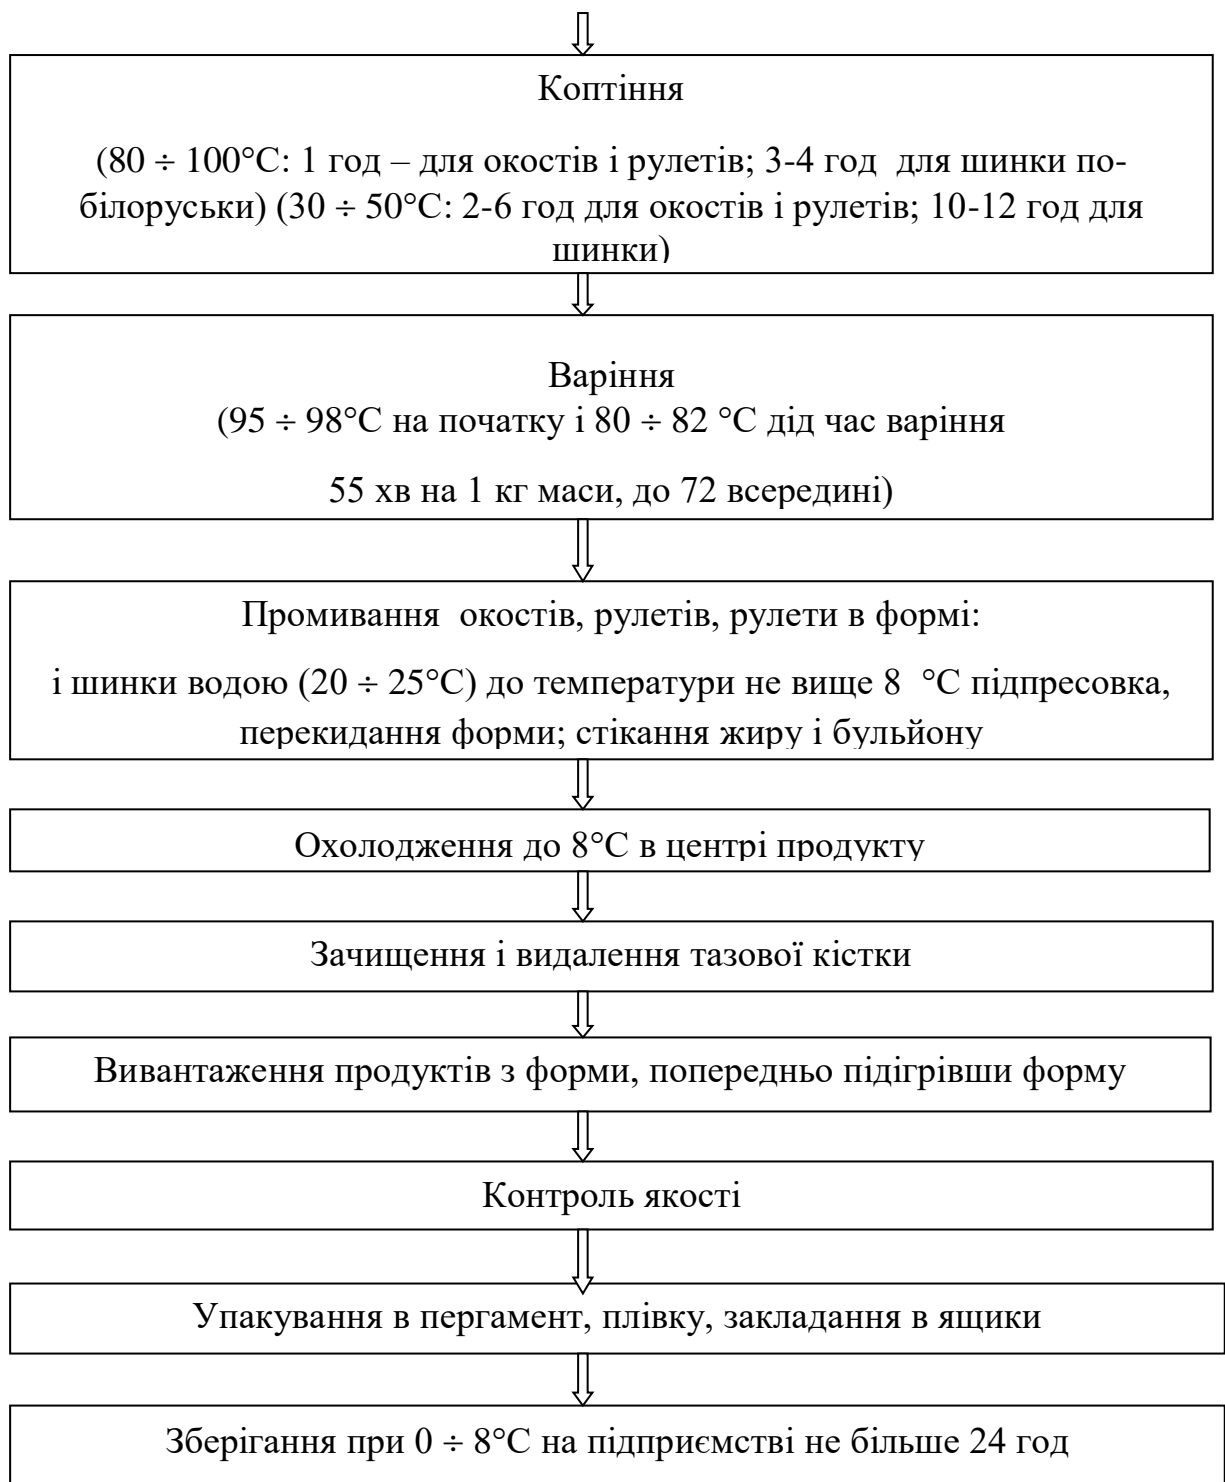 Коптіння
(80 ÷ 100°С: 1 год – для окостів і рулетів; 3-4 год для шинки по-
білоруськи) (30 ÷ 50°С: 2-6 год для окостів і рулетів; 10-12 год для
шинки)
Варіння
(95 ÷ 98°С на початку і 80 ÷ 82 °С дід час варіння
55 хв на 1 кг маси, до 72 всередині)
Промивання окостів, рулетів, рулети в формі:
і шинки водою (20 ÷ 25°С) до температури не вище 8 °С підпресовка,
перекидання форми; стікання жиру і бульйону
Охолодження до 8°С в центрі продукту
Зачищення і видалення тазової кістки
Вивантаження продуктів з форми, попередньо підігрівши форму
Контроль якості
Упакування в пергамент, плівку, закладання в ящики
Зберігання при 0 ÷ 8°С на підприємстві не більше 24 год